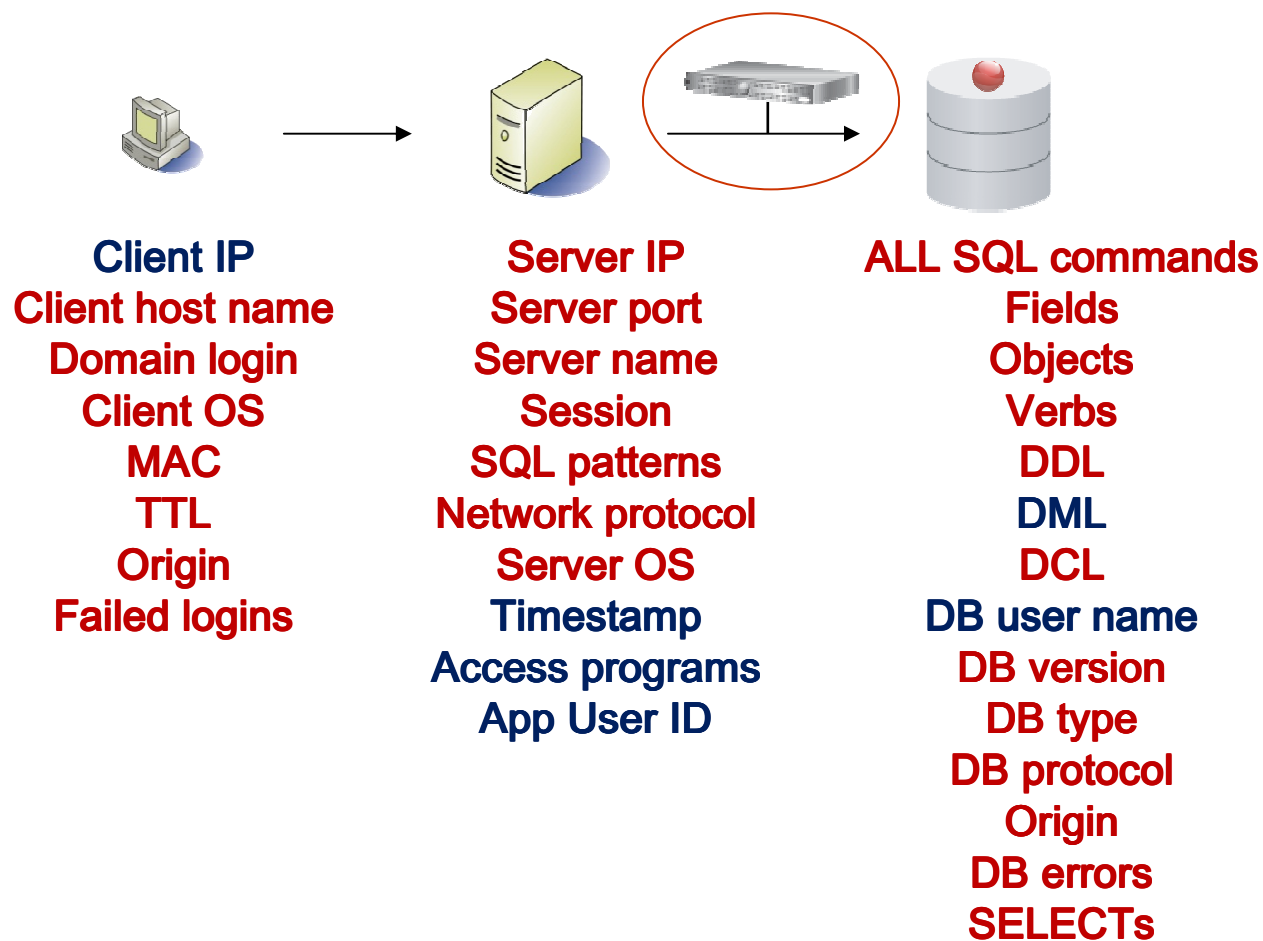 Client IP
Client host name
Domain login
Client OS
MAC
TTL
Origin
Failed logins
Server IP
Server port
Server name
Session
SQL patterns
Network protocol
Server OS
Timestamp
Access programs
App User ID
ALL SQL commands
Fields
Objects
Verbs
DDL
DML
DCL
DB user name
DB version
DB type
DB protocol
Origin
DB errors
SELECTs